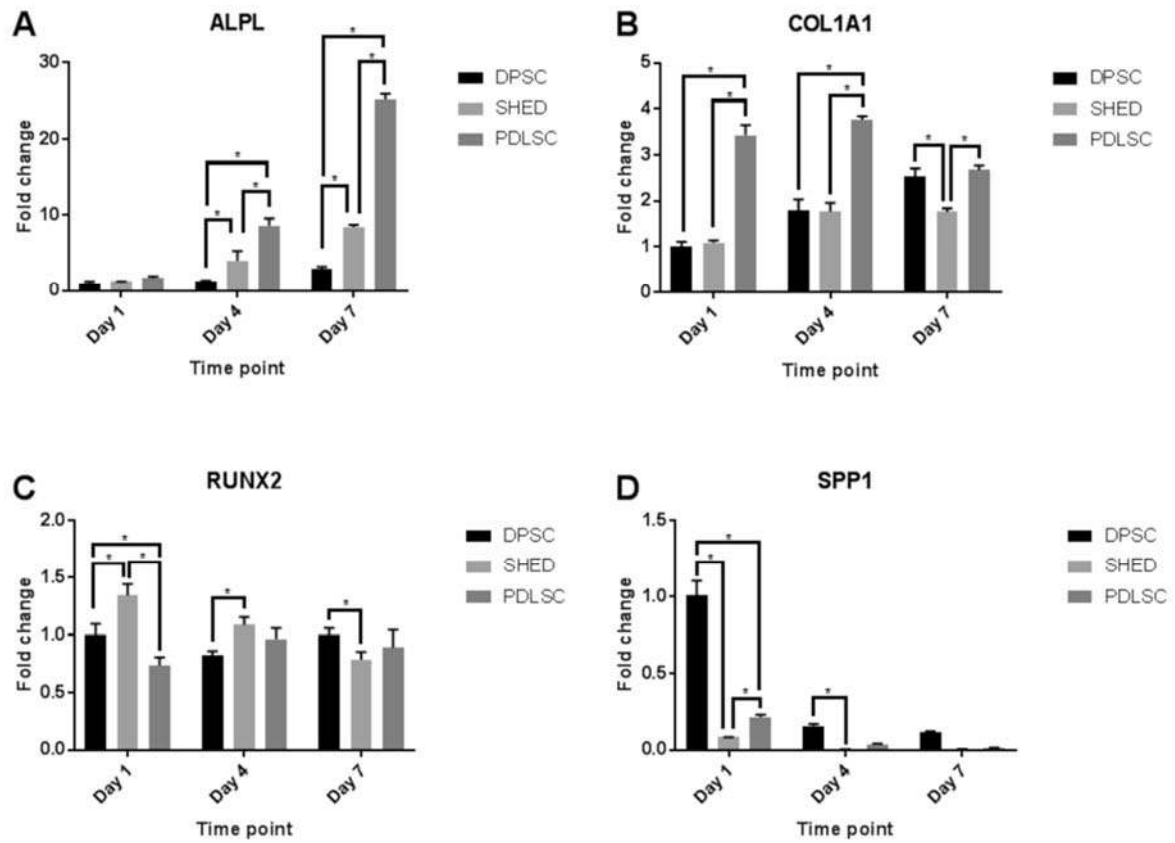 A
ALPL
Fold change
30
20
10
0
*
*
*
*
*
*
DPSC
SHED
PDLSC
Day 1
Day 4
Day 7
Time point
B
COL1A1
Fold change
5
4
3
2
1
0
*
*
*
*
*
*
DPSC
SHED
PDLSC
Day 1
Day 4
Day 7
Time point
C
RUNX2
Fold change
2.0
1.5
1.0
0.5
0.0
*
*
*
*
*
DPSC
SHED
PDLSC
Day 1
Day 4
Day 7
Time point
D
SPP1
Fold change
1.5
1.0
0.5
0.0
*
*
*
*
DPSC
SHED
PDLSC
Day 1
Day 4
Day 7
Time point